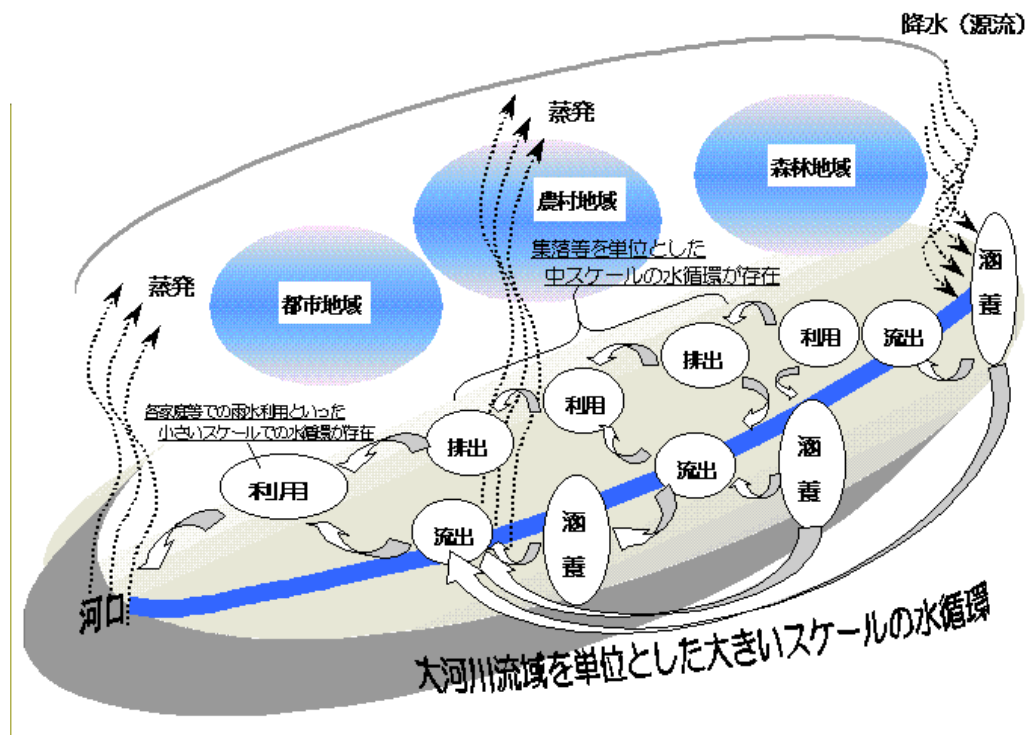 降水（源流）
蒸発
森林地域
農村地域
集落等を単位とした
中スケールの水循環が存在
涵養
蒸発
都市地域
利用
流出
排出
利用
各家庭等での雨水利用といった
小さいスケールでの水循環が存在
排出
涵養
流出
利用
涵養
流出
河口
大河川流域を単位とした大きいスケールの水循環